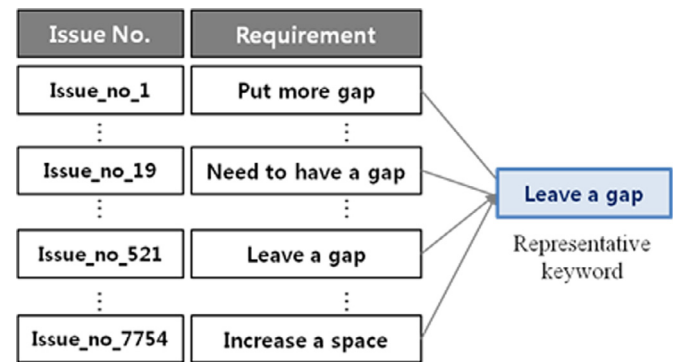 Issue No. Requirement
Issue_no_1 Put more gap
Issue_no_19 Need to have a gap
Leave a gap
Issue_no_521 Leave a gap
Representative
keyword
Issue_no_7754 Increase a space